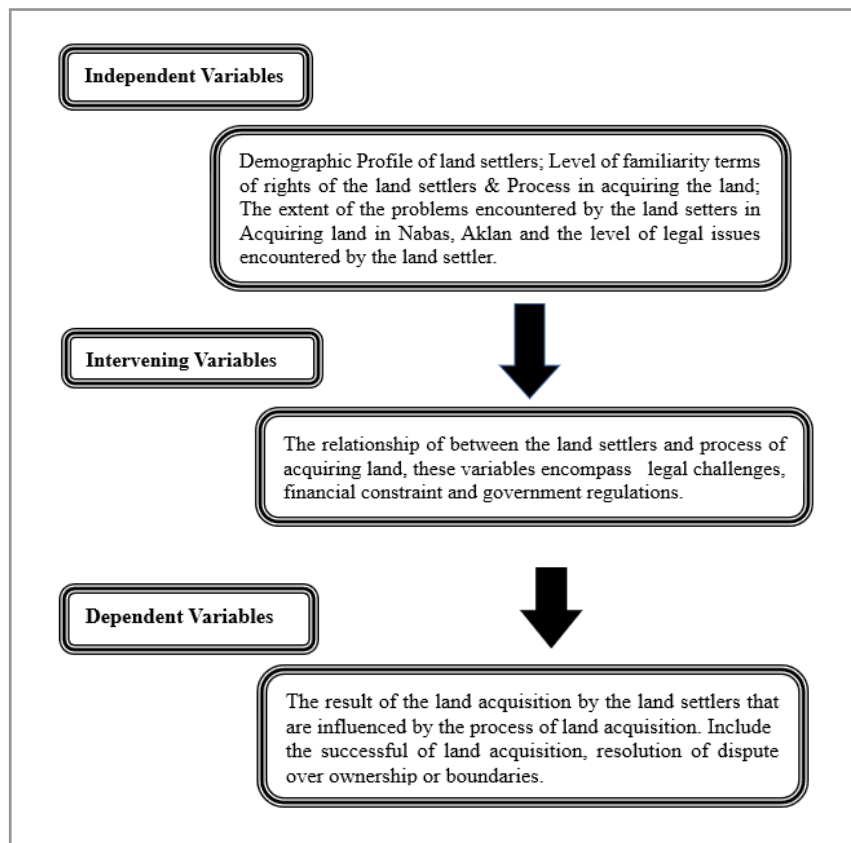 Independent Variables
Demographic Profile of land settlers; Level of familiarity terms
of rights of the land settlers & Process in acquiring the land;
The extent of the problems encountered by the land setters in
Acquiring land in Nabas, Aklan and the level of legal issues
encountered by the land settler.
Intervening Variables
The relationship of between the land settlers and process of
acquiring land, these variables encompass legal challenges,
financial constraint and government regulations.
Dependent Variables
The result of the land acquisition by the land settlers that
are influenced by the process of land acquisition. Include
the successful of land acquisition, resolution of dispute
over ownership or boundaries.